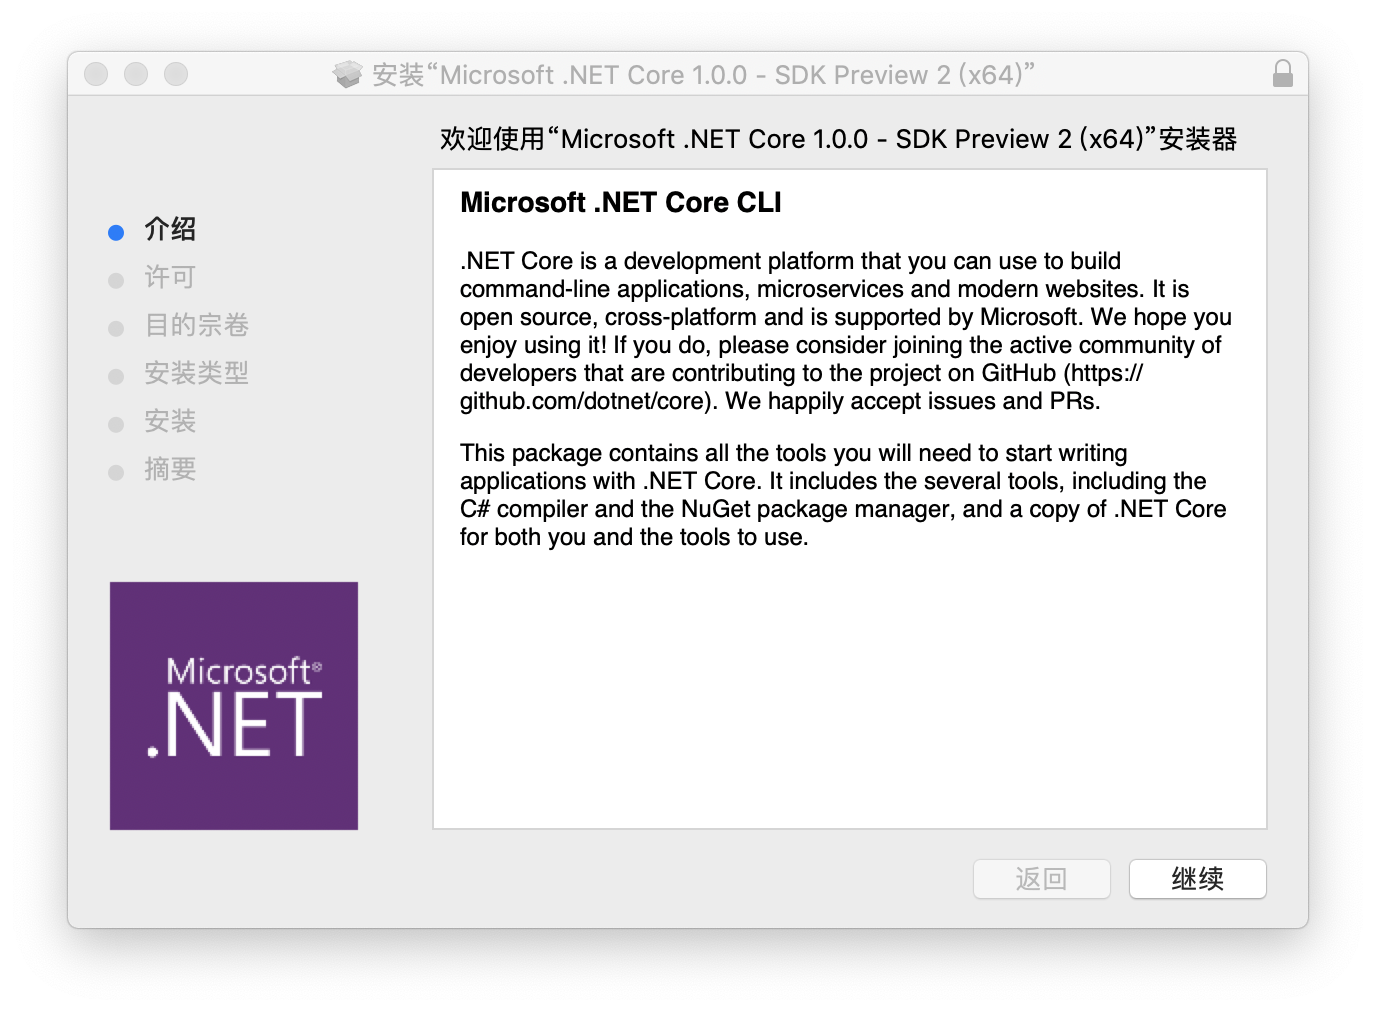 安装“Microsoft .NET Core 1.0.0 - SDK Preview 2 (x64)”
欢迎使用“Microsoft .NET Core 1.0.0 - SDK Preview 2 (x64)”安装器
介绍
许可
目的宗卷
安装类型
安装
摘要
Microsoft .NET Core CLI
.NET Core is a development platform that you can use to build
command-line applications, microservices and modern websites. It is
open source, cross-platform and is supported by Microsoft. We hope you
enjoy using it! If you do, please consider joining the active community of
developers that are contributing to the project on GitHub (https://
github.com/dotnet/core). We happily accept issues and PRs.
This package contains all the tools you will need to start writing
applications with .NET Core. It includes the several tools, including the
C# compiler and the NuGet package manager, and a copy of .NET Core
for both you and the tools to use.
Microsoft®
.NET
返回
继续